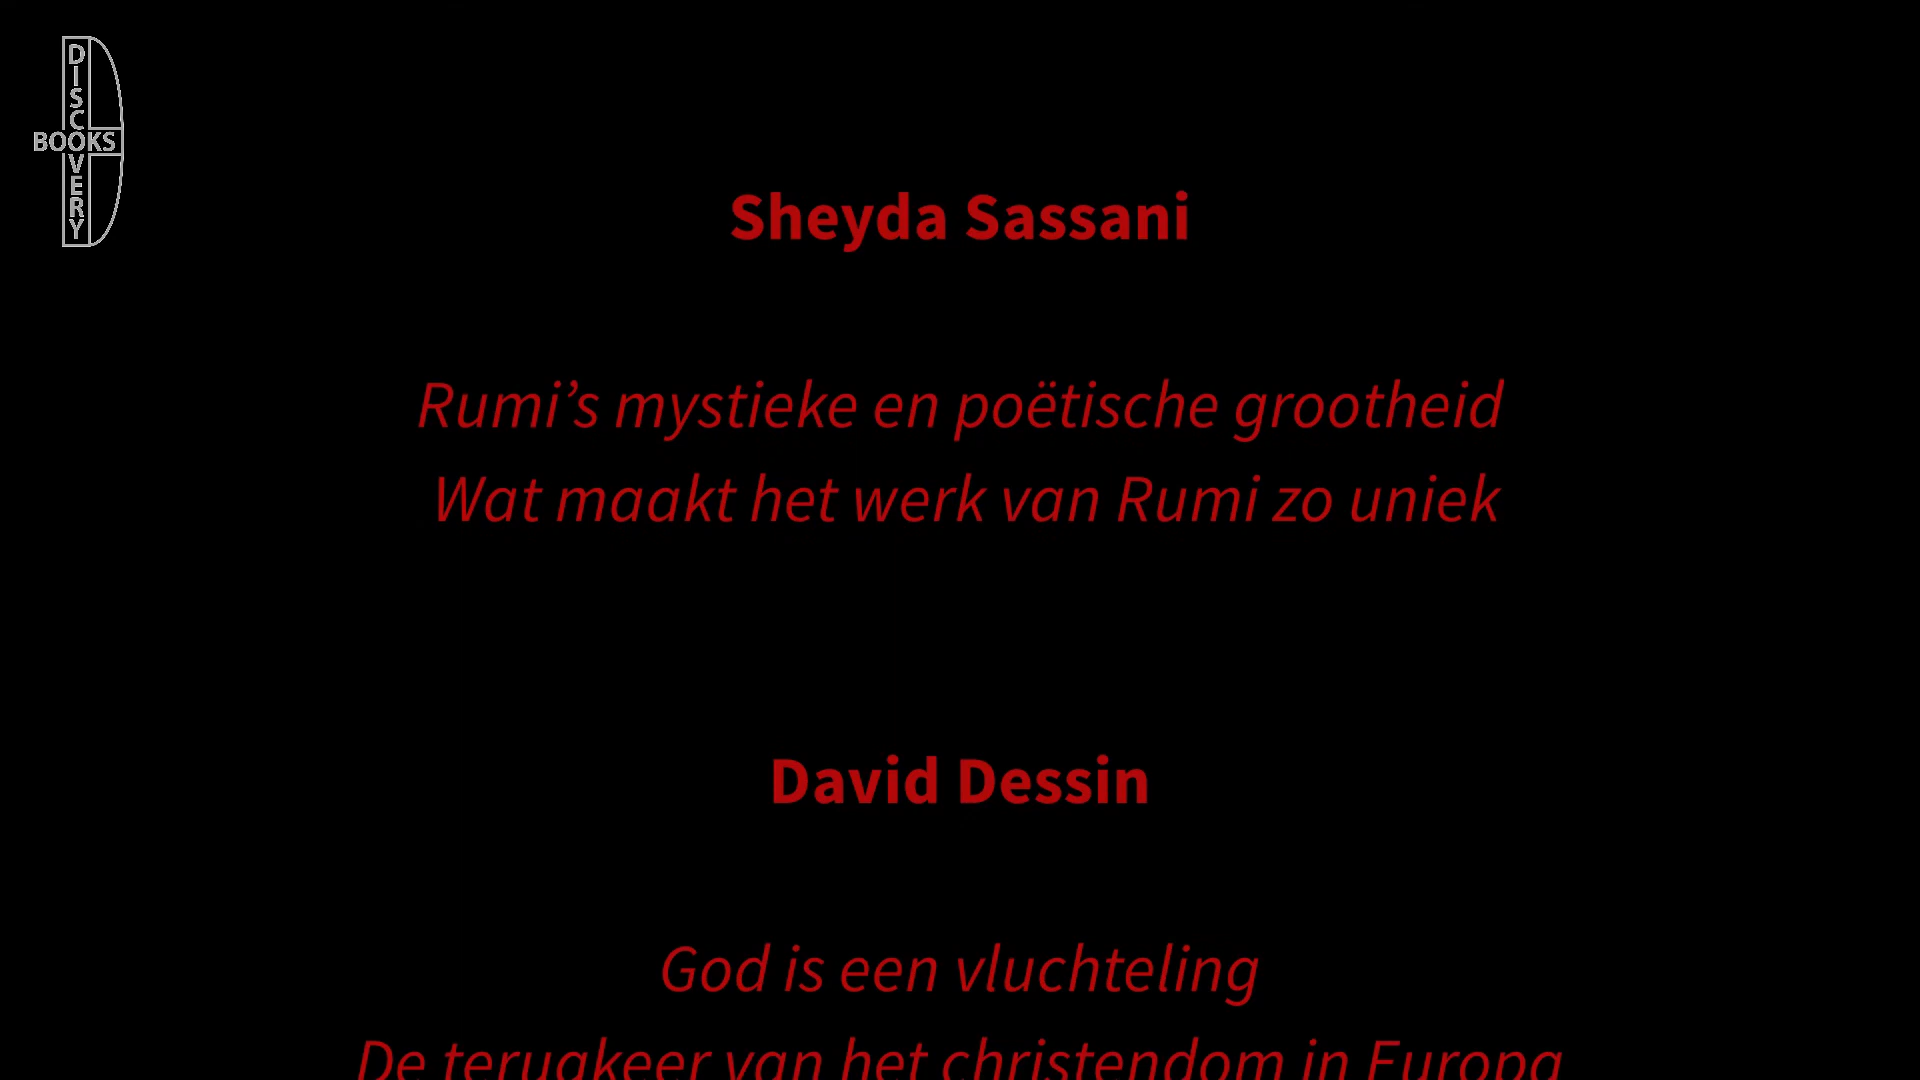 DISCOVERY
BOOKS
Sheyda Sassani
Rumi’s mystieke en poëtische grootheid
Wat maakt het werk van Rumi zo uniek
David Dessin
God is een vluchteling
De terugkeer van het christendom in Europa